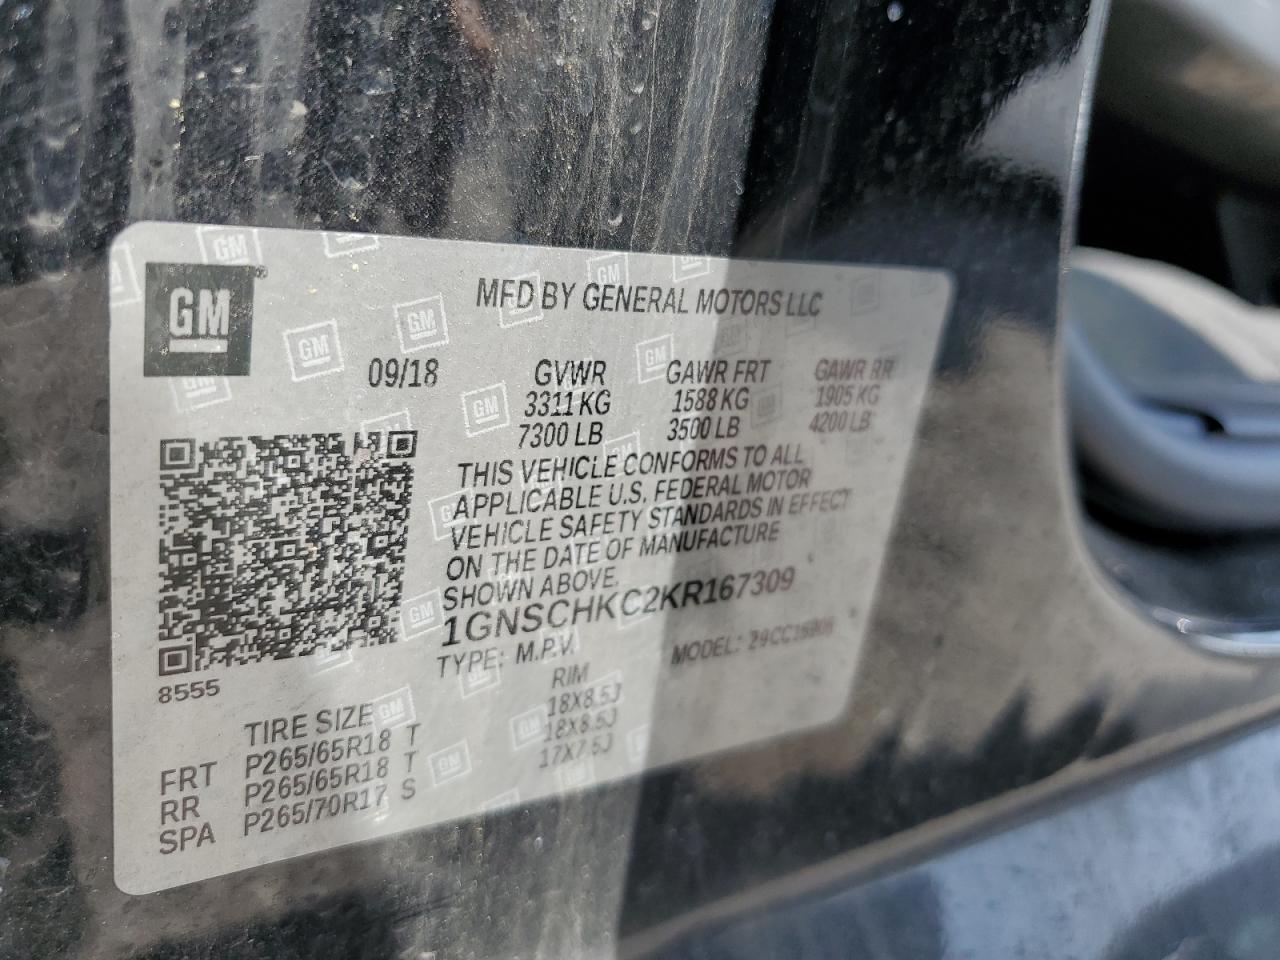 GM
MFD BY GENERAL MOTORS LLC
09/18 GVWR GAWR FRT GAWR RR
3311 KG 1588 KG 1905 KG
7300 LB 3500 LB 4200 LB
THIS VEHICLE CONFORMS TO ALL
APPLICABLE U.S. FEDERAL MOTOR
VEHICLE SAFETY STANDARDS IN EFFECT
ON THE DATE OF MANUFACTURE
SHOWN ABOVE.
1GNSCHKC2KR167309
TYPE: M.P.V. MODEL:
8555
TIRE SIZE RIM
FRT P265/65R18 T 18X8.5J
RR P265/65R18 T 18X8.5J
SPA P265/70R17 S 17X7.5J